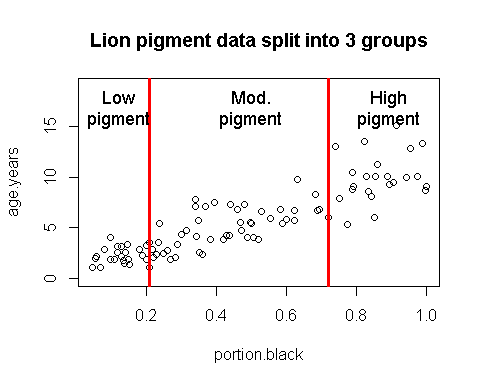 Lion pigment data split into 3 groups
Low
pigment
Mod.
pigment
High
pigment
age.years
15
10
5
0
0.2
0.4
0.6
0.8
1.0
portion.black